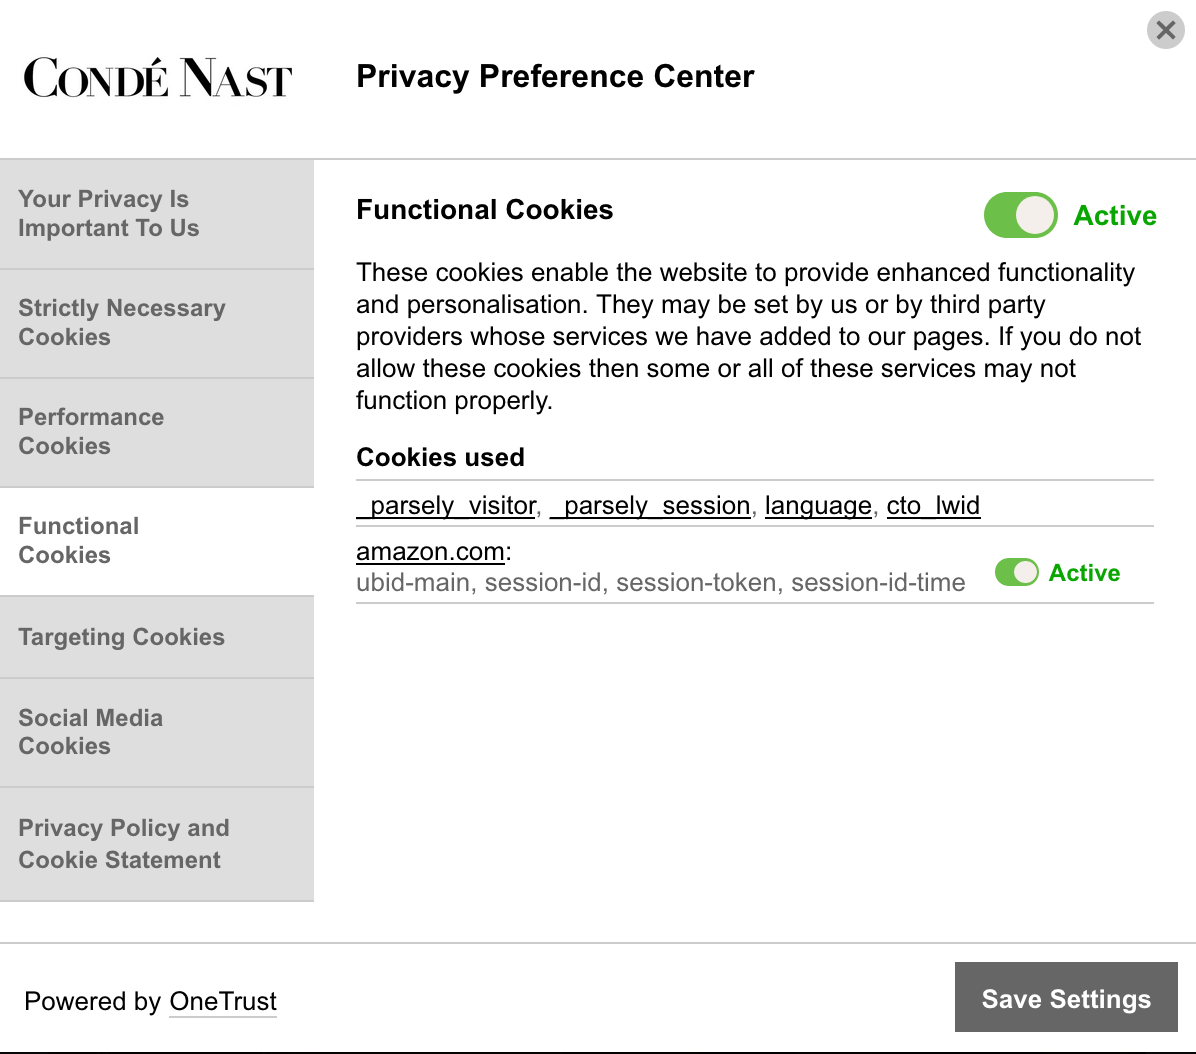 CONDÉ NAST
Privacy Preference Center
Your Privacy Is
Important To Us
Strictly Necessary
Cookies
Performance
Cookies
Functional
Cookies
Targeting Cookies
Social Media
Cookies
Privacy Policy and
Cookie Statement
Functional Cookies
Active
These cookies enable the website to provide enhanced functionality
and personalisation. They may be set by us or by third party
providers whose services we have added to our pages. If you do not
allow these cookies then some or all of these services may not
function properly.
Cookies used
_parsely_visitor, _parsely_session, language, cto_lwid
amazon.com:
ubid-main, session-id, session-token, session-id-time
Active
Powered by OneTrust
Save Settings